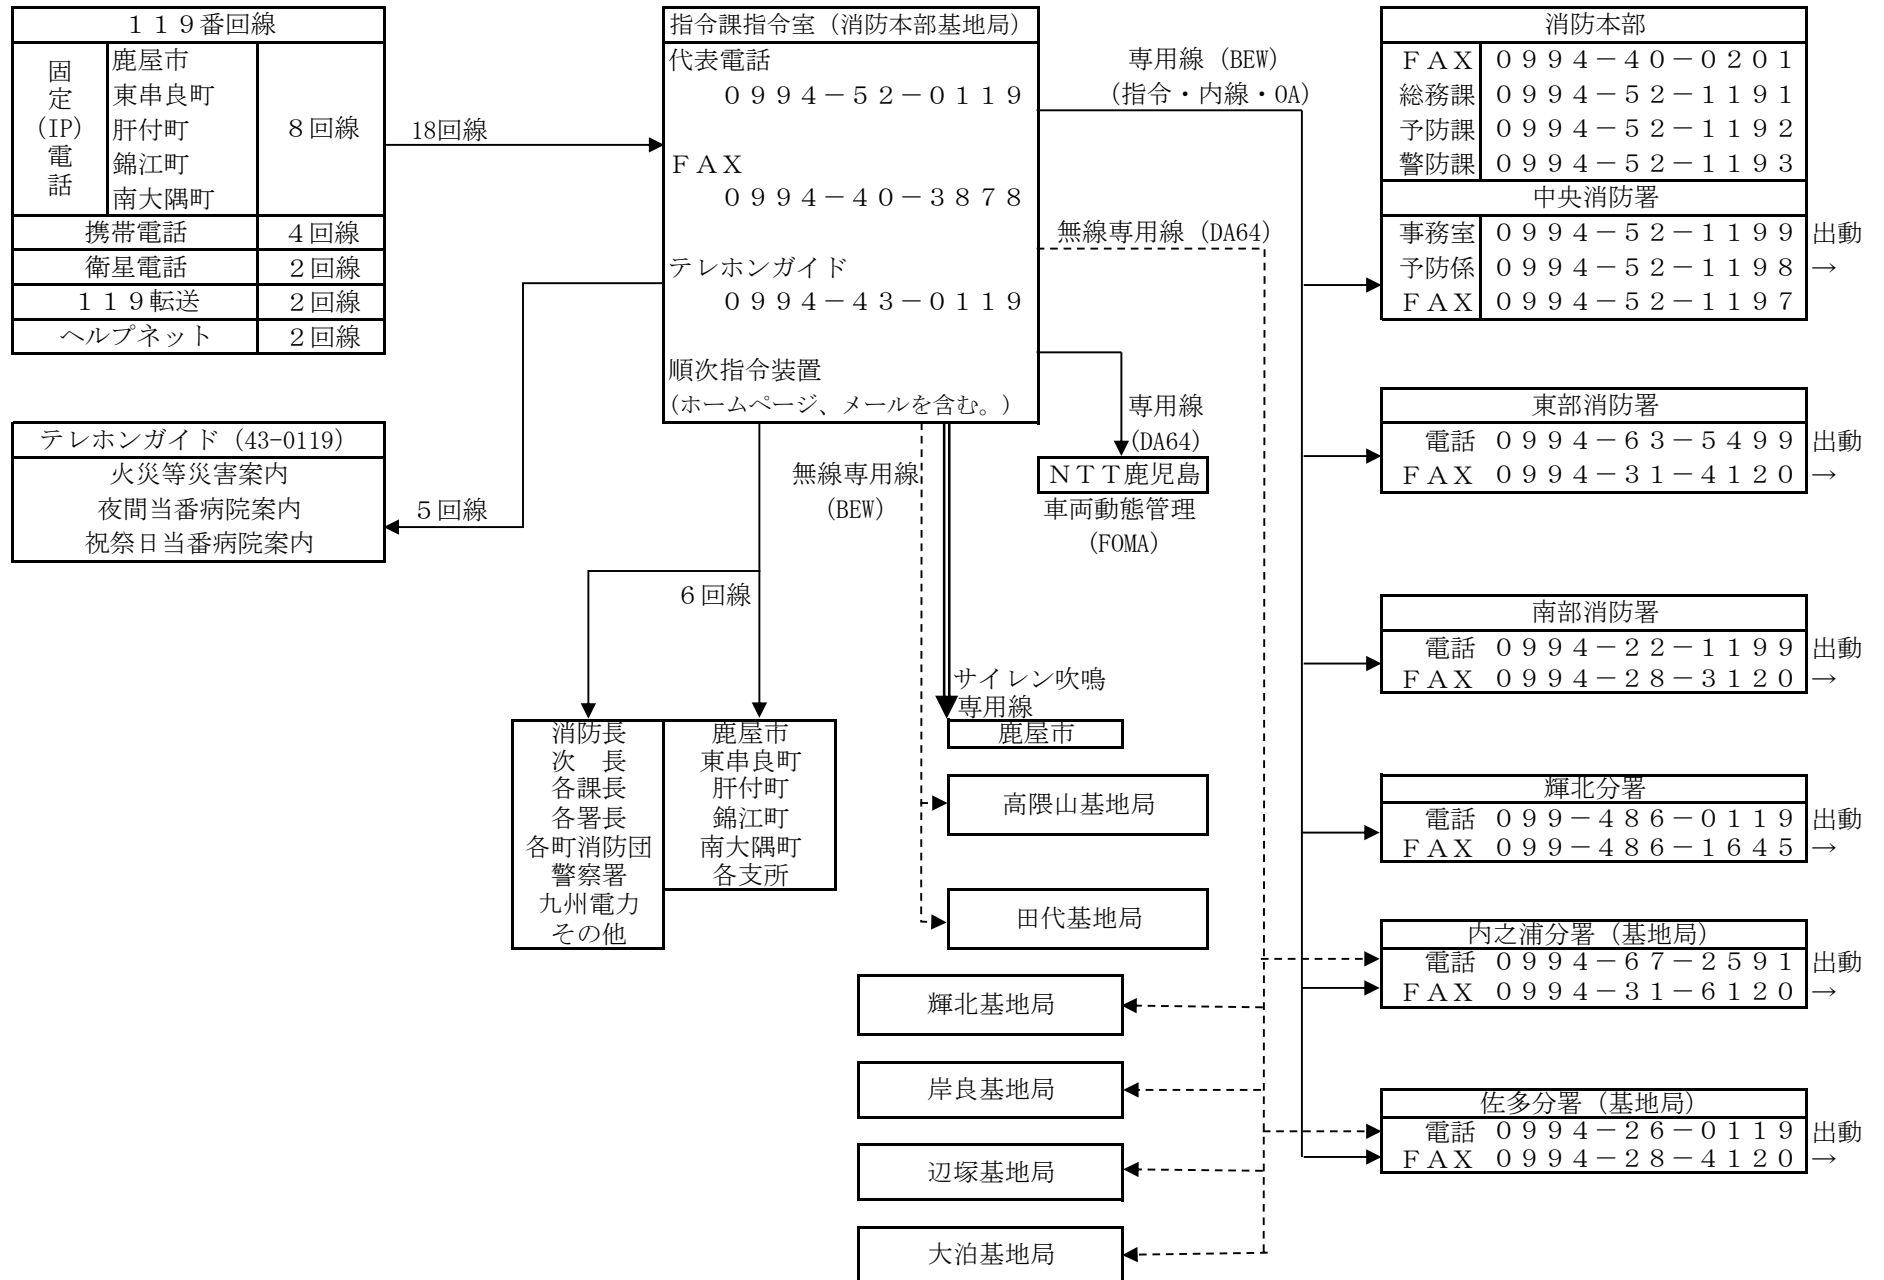 １１９番回線
固定(IP)電話
鹿屋市
東串良町
肝付町
錦江町
南大隅町
８回線
携帯電話 ４回線
衛星電話 ２回線
１１９転送 ２回線
ヘルプネット ２回線
18回線
テレホンガイド（43-0119）
火災等災害案内
夜間当番病院案内
祝祭日当番病院案内
５回線
指令課指令室（消防本部基地局）
代表電話
０９９４－５２－０１１９
ＦＡＸ
０９９４－４０－３８７８
テレホンガイド
０９９４－４３－０１１９
順次指令装置
(ホームページ、メールを含む。)
専用線（BEW）
(指令・内線・OA)
無線専用線（DA64）
専用線
(DA64)
ＮＴＴ鹿児島
車両動態管理
(FOMA)
無線専用線
(BEW)
６回線
サイレン吹鳴
専用線
鹿屋市
消防長
次　長
各課長
各署長
各町消防団
警察署
九州電力
その他
鹿屋市
東串良町
肝付町
錦江町
南大隅町
各支所
高隈山基地局
田代基地局
輝北基地局
岸良基地局
辺塚基地局
大泊基地局
消防本部
ＦＡＸ ０９９４－４０－０２０１
総務課 ０９９４－５２－１１９１
予防課 ０９９４－５２－１１９２
警防課 ０９９４－５２－１１９３
中央消防署
事務室 ０９９４－５２－１１９９ 出動
予防係 ０９９４－５２－１１９８ →
ＦＡＸ ０９９４－５２－１１９７
東部消防署
電話 ０９９４－６３－５４９９ 出動
ＦＡＸ ０９９４－３１－４１２０ →
南部消防署
電話 ０９９４－２２－１１９９ 出動
ＦＡＸ ０９９４－２８－３１２０ →
輝北分署
電話 ０９９－４８６－０１１９ 出動
ＦＡＸ ０９９－４８６－１６４５ →
内之浦分署（基地局）
電話 ０９９４－６７－２５９１ 出動
ＦＡＸ ０９９４－３１－６１２０ →
佐多分署（基地局）
電話 ０９９４－２６－０１１９ 出動
ＦＡＸ ０９９４－２８－４１２０ →